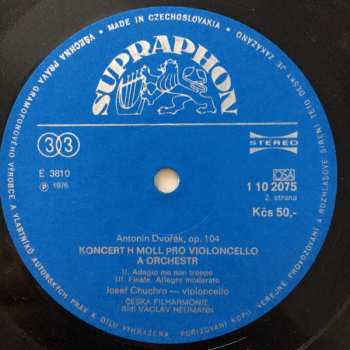 VŠECHNA PRÁVA GRAMOFONOVÉHO VÝROBCE A VLASTNÍKŮ AUTORSKÝCH PRÁV K DÍLU VYHRAZENA. POŘIZOVÁNÍ KOPIÍ, VEŘEJNÉ PROVOZOVÁNÍ A ROZHLASOVÉ ŠÍŘENÍ TÉTO DESKY JE ZAKÁZÁNO.
• MADE IN CZECHOSLOVAKIA •
SUPRAPHON
33
STEREO
E 3810
℗ 1976
OSA
1 10 2075
2. strana
Kčs 50,-
Antonín Dvořák, op. 104
KONCERT H MOLL PRO VIOLONCELLO
A ORCHESTR
II. Adagio ma non troppo
III. Finale. Allegro moderato
Josef Chuchro — violoncello
ČESKÁ FILHARMONIE
řídí VÁCLAV NEUMANN